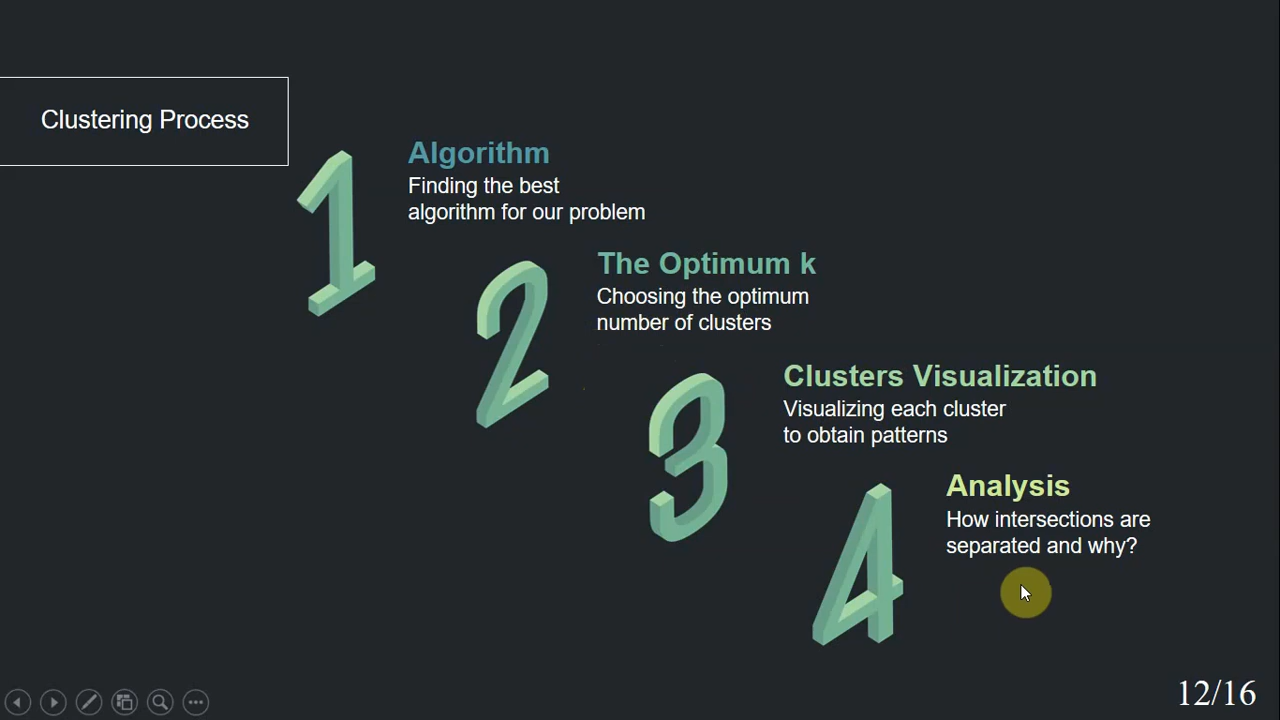 Clustering Process
1
Algorithm
Finding the best
algorithm for our problem
2
The Optimum k
Choosing the optimum
number of clusters
3
Clusters Visualization
Visualizing each cluster
to obtain patterns
4
Analysis
How intersections are
separated and why?
12/16